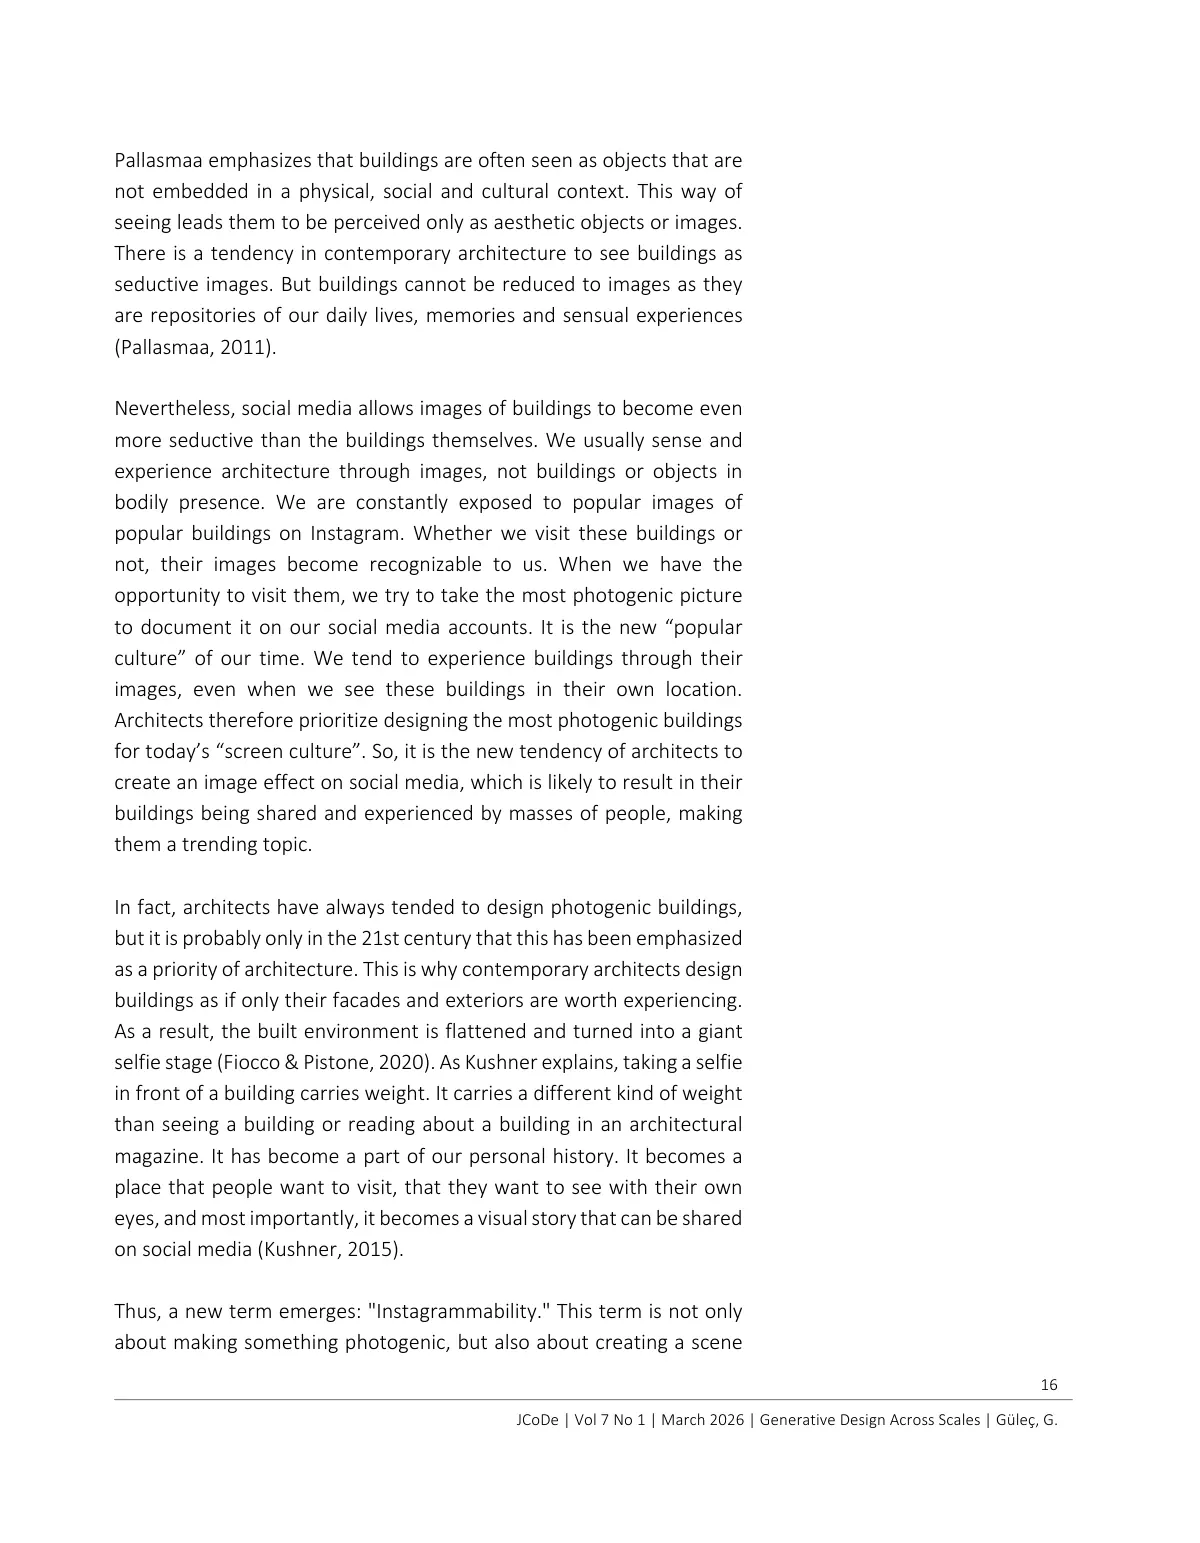 Pallasmaa emphasizes that buildings are often seen as objects that are
not embedded in a physical, social and cultural context. This way of
seeing leads them to be perceived only as aesthetic objects or images.
There is a tendency in contemporary architecture to see buildings as
seductive images. But buildings cannot be reduced to images as they
are repositories of our daily lives, memories and sensual experiences
(Pallasmaa, 2011).
Nevertheless, social media allows images of buildings to become even
more seductive than the buildings themselves. We usually sense and
experience architecture through images, not buildings or objects in
bodily presence. We are constantly exposed to popular images of
popular buildings on Instagram. Whether we visit these buildings or
not, their images become recognizable to us. When we have the
opportunity to visit them, we try to take the most photogenic picture
to document it on our social media accounts. It is the new “popular
culture” of our time. We tend to experience buildings through their
images, even when we see these buildings in their own location.
Architects therefore prioritize designing the most photogenic buildings
for today’s “screen culture”. So, it is the new tendency of architects to
create an image effect on social media, which is likely to result in their
buildings being shared and experienced by masses of people, making
them a trending topic.
In fact, architects have always tended to design photogenic buildings,
but it is probably only in the 21st century that this has been emphasized
as a priority of architecture. This is why contemporary architects design
buildings as if only their facades and exteriors are worth experiencing.
As a result, the built environment is flattened and turned into a giant
selfie stage (Fiocco & Pistone, 2020). As Kushner explains, taking a selfie
in front of a building carries weight. It carries a different kind of weight
than seeing a building or reading about a building in an architectural
magazine. It has become a part of our personal history. It becomes a
place that people want to visit, that they want to see with their own
eyes, and most importantly, it becomes a visual story that can be shared
on social media (Kushner, 2015).
Thus, a new term emerges: "Instagrammability." This term is not only
about making something photogenic, but also about creating a scene
16
JCoDe | Vol 7 No 1 | March 2026 | Generative Design Across Scales | Güleç, G.